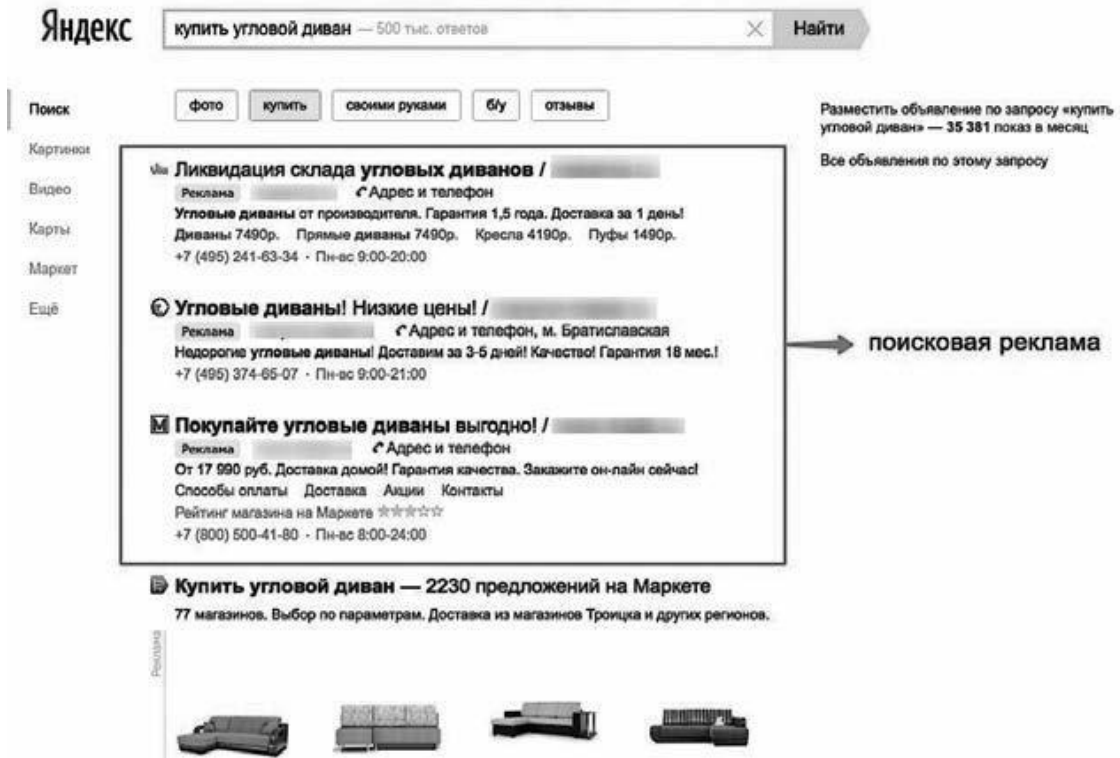 Яндекс
купить угловой диван — 500 тыс. ответов
Найти
Поиск
Картинки
Видео
Карты
Маркет
Ещё
фото купить своими руками б/у отзывы
Разместить объявление по запросу «купить
угловой диван» — 35 381 показ в месяц
Все объявления по этому запросу
Ликвидация склада угловых диванов /
Реклама Адрес и телефон
Угловые диваны от производителя. Гарантия 1,5 года. Доставка за 1 день!
Диваны 7490р. Прямые диваны 7490р. Кресла 4190р. Пуфы 1490р.
+7 (495) 241-63-34 · Пн-вс 9:00-20:00
Угловые диваны! Низкие цены! /
Реклама Адрес и телефон, м. Братиславская
Недорогие угловые диваны! Доставим за 3-5 дней! Качество! Гарантия 18 мес.!
+7 (495) 374-65-07 · Пн-вс 9:00-21:00
Покупайте угловые диваны выгодно! /
Реклама Адрес и телефон
От 17 990 руб. Доставка домой! Гарантия качества. Закажите он-лайн сейчас!
Способы оплаты Доставка Акции Контакты
Рейтинг магазина на Маркете
+7 (800) 500-41-80 · Пн-вс 8:00-24:00
поисковая реклама
Купить угловой диван — 2230 предложений на Маркете
77 магазинов. Выбор по параметрам. Доставка из магазинов Троицка и других регионов.
Реклама